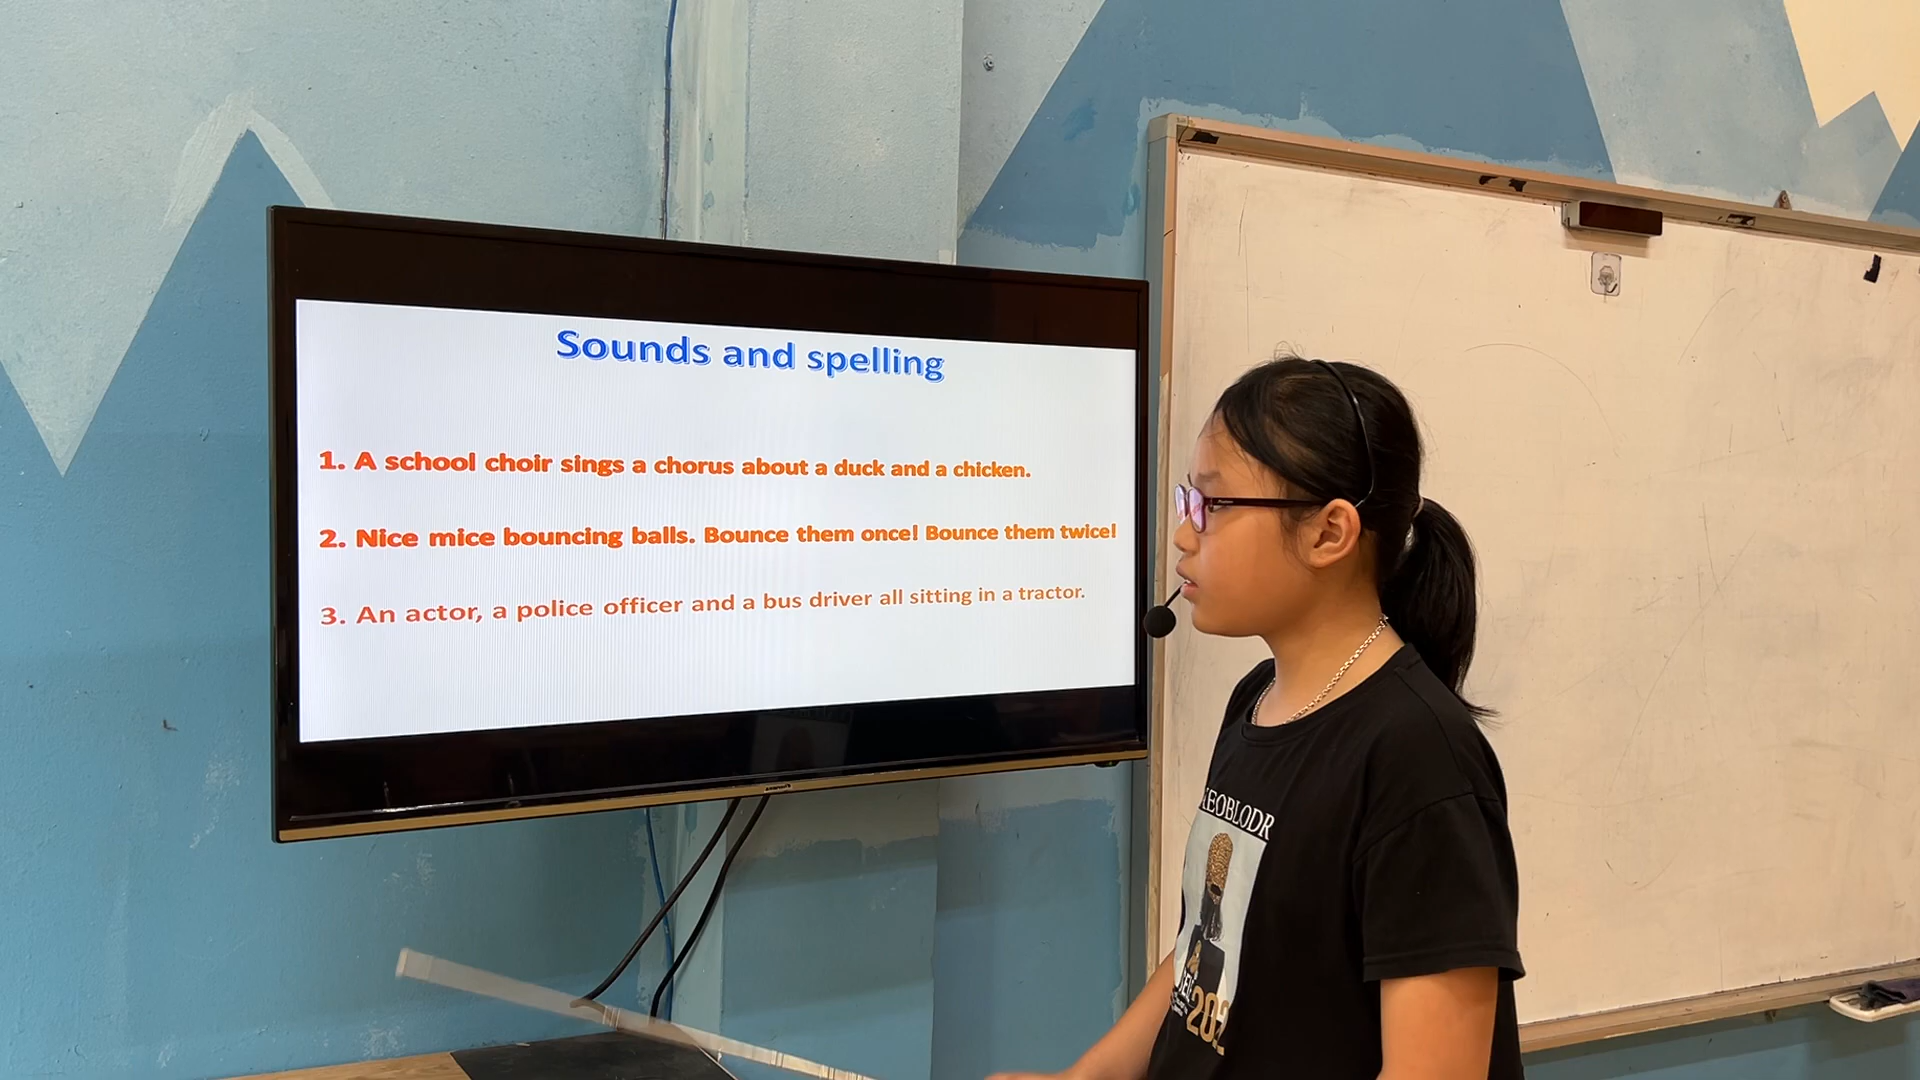 Sounds and spelling
1. A school choir sings a chorus about a duck and a chicken.
2. Nice mice bouncing balls. Bounce them once! Bounce them twice!
3. An actor, a police officer and a bus driver all sitting in a tractor.
EOBLODR